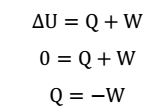 ΔU = Q + W
0 = Q + W
Q = −W